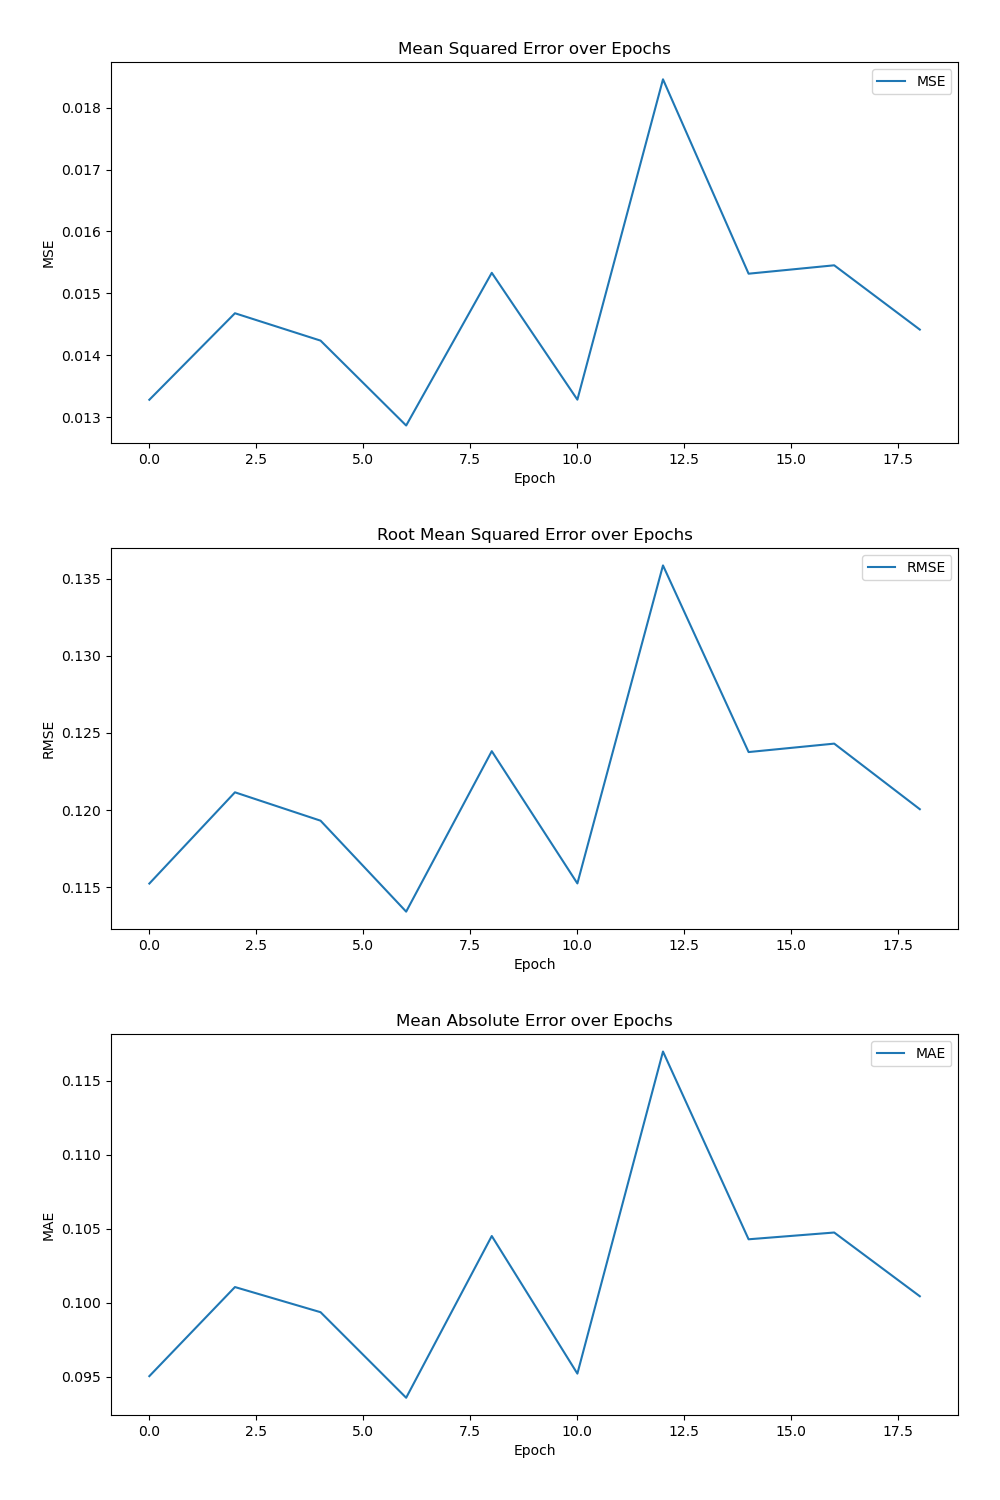 Mean Squared Error over Epochs
MSE
0.018
0.017
0.016
0.015
0.014
0.013
MSE
0.0 2.5 5.0 7.5 10.0 12.5 15.0 17.5
Epoch
Root Mean Squared Error over Epochs
RMSE
0.135
0.130
0.125
0.120
0.115
RMSE
0.0 2.5 5.0 7.5 10.0 12.5 15.0 17.5
Epoch
Mean Absolute Error over Epochs
MAE
0.115
0.110
0.105
0.100
0.095
MAE
0.0 2.5 5.0 7.5 10.0 12.5 15.0 17.5
Epoch